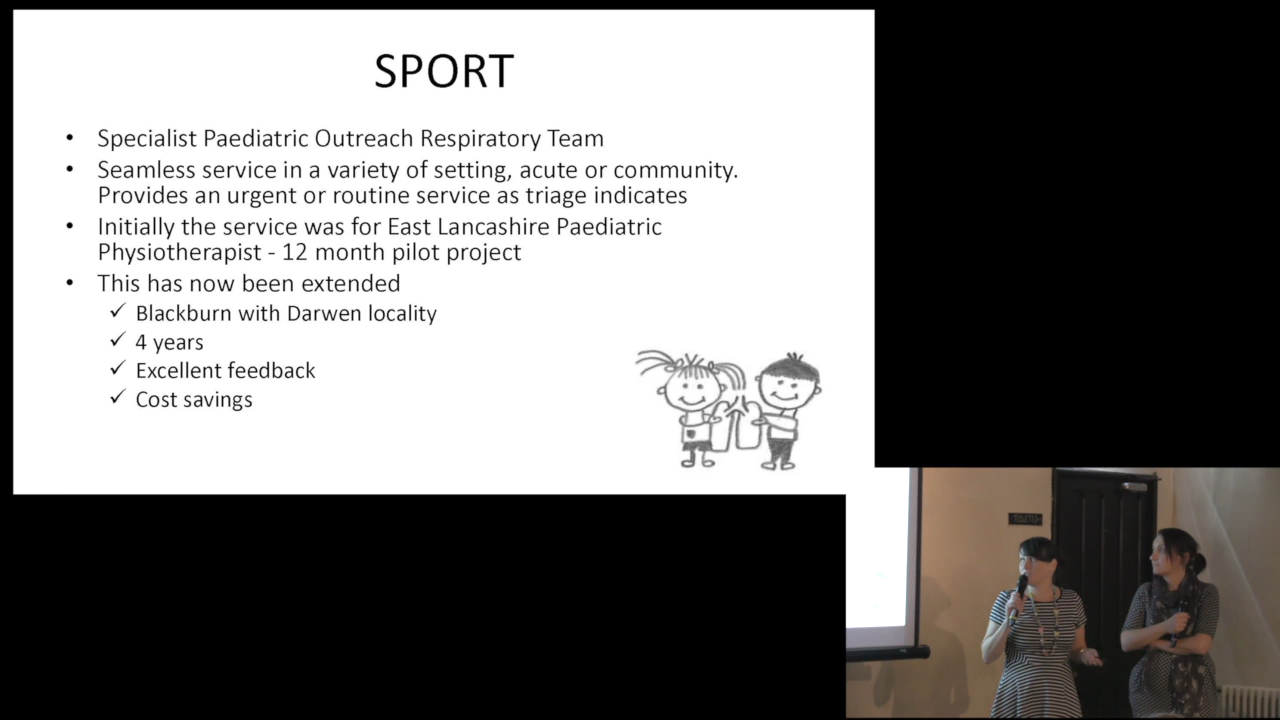 SPORT
• Specialist Paediatric Outreach Respiratory Team
• Seamless service in a variety of setting, acute or community.
Provides an urgent or routine service as triage indicates
• Initially the service was for East Lancashire Paediatric
Physiotherapist - 12 month pilot project
• This has now been extended
✓ Blackburn with Darwen locality
✓ 4 years
✓ Excellent feedback
✓ Cost savings